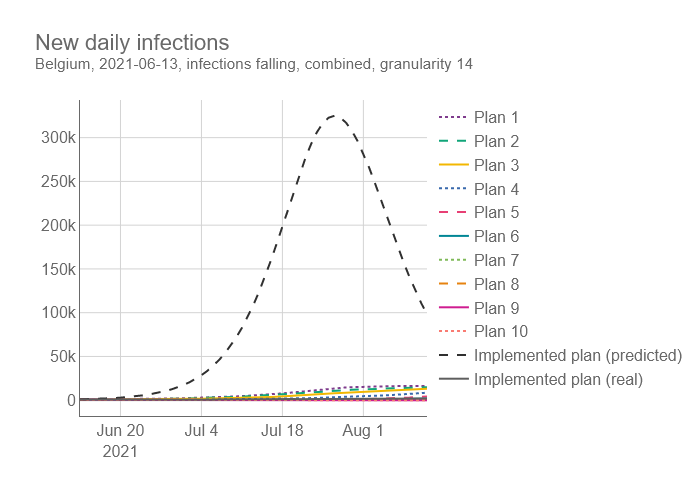 New daily infections
Belgium, 2021-06-13, infections falling, combined, granularity 14
300k
250k
200k
150k
100k
50k
0
Jun 20
2021
Jul 4
Jul 18
Aug 1
Plan 1
Plan 2
Plan 3
Plan 4
Plan 5
Plan 6
Plan 7
Plan 8
Plan 9
Plan 10
Implemented plan (predicted)
Implemented plan (real)